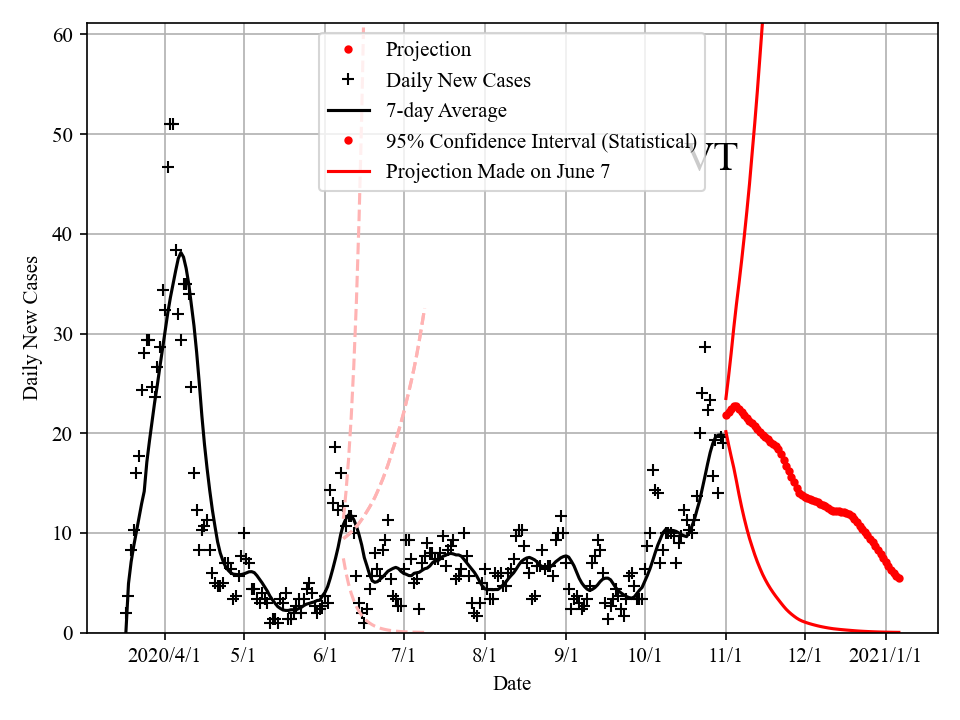 60
50
40
30
20
10
0
Daily New Cases
Projection
Daily New Cases
7-day Average
95% Confidence Interval (Statistical)
Projection Made on June 7
VT
2020/4/1 5/1 6/1 7/1 8/1 9/1 10/1 11/1 12/1 2021/1/1
Date